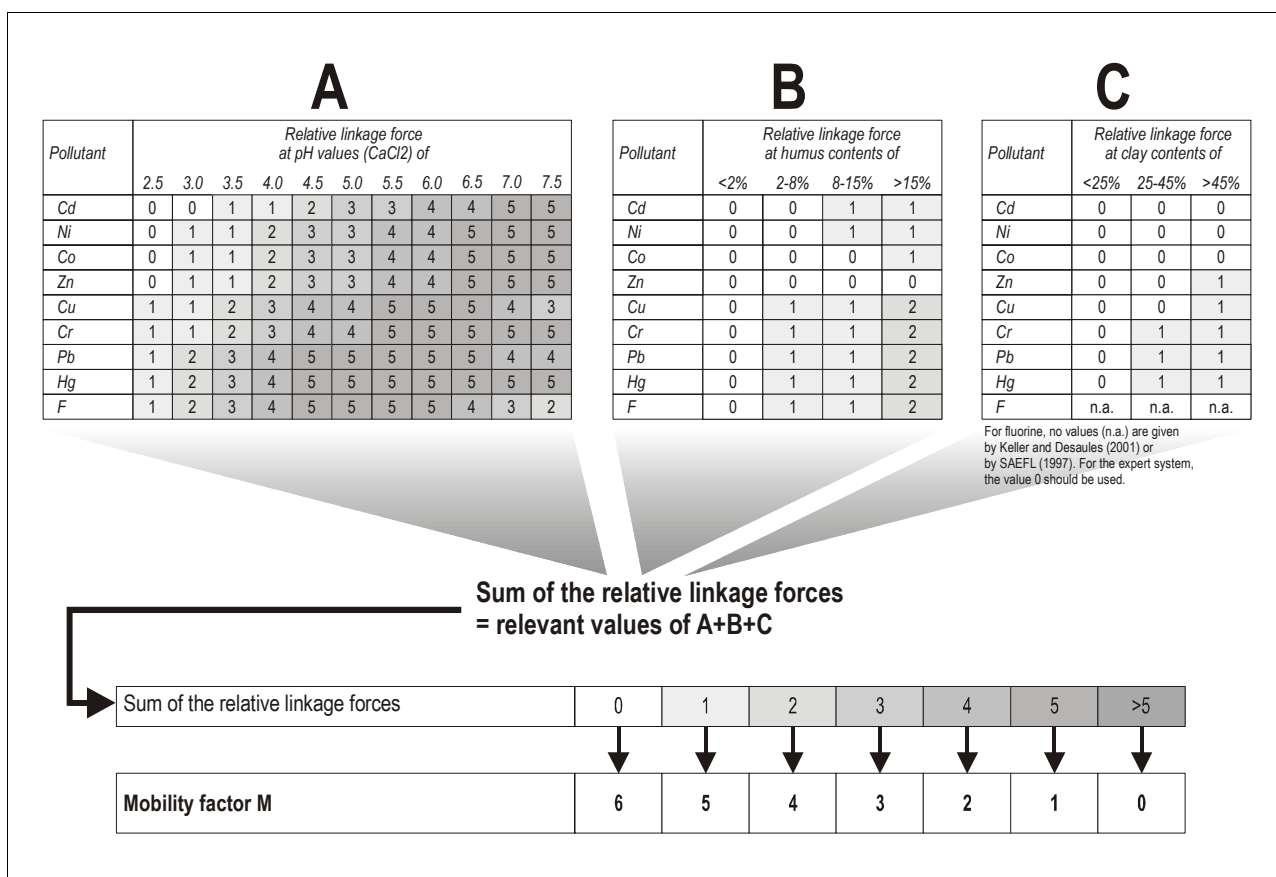 A
B
C
Pollutant
Relative linkage force
at pH values (CaCl2) of
2.5 3.0 3.5 4.0 4.5 5.0 5.5 6.0 6.5 7.0 7.5
Cd 0 0 1 1 2 3 3 4 4 5 5
Ni 0 1 1 2 3 3 4 4 5 5 5
Co 0 1 1 2 3 3 4 4 5 5 5
Zn 0 1 1 2 3 3 4 4 5 5 5
Cu 1 1 2 3 4 4 5 5 5 4 3
Cr 1 1 2 3 4 4 5 5 5 5 5
Pb 1 2 3 4 5 5 5 5 5 4 4
Hg 1 2 3 4 5 5 5 5 5 5 5
F 1 2 3 4 5 5 5 5 4 3 2
Pollutant
Relative linkage force
at humus contents of
<2% 2-8% 8-15% >15%
Cd 0 0 1 1
Ni 0 0 1 1
Co 0 0 0 1
Zn 0 0 0 0
Cu 0 1 1 2
Cr 0 1 1 2
Pb 0 1 1 2
Hg 0 1 1 2
F 0 1 1 2
Pollutant
Relative linkage force
at clay contents of
<25% 25-45% >45%
Cd 0 0 0
Ni 0 0 0
Co 0 0 0
Zn 0 0 1
Cu 0 0 1
Cr 0 1 1
Pb 0 1 1
Hg 0 1 1
F n.a. n.a. n.a.
For fluorine, no values (n.a.) are given
by Keller and Desaules (2001) or
by SAEFL (1997). For the expert system,
the value 0 should be used.
Sum of the relative linkage forces
= relevant values of A+B+C
Sum of the relative linkage forces 0 1 2 3 4 5 >5
Mobility factor M 6 5 4 3 2 1 0